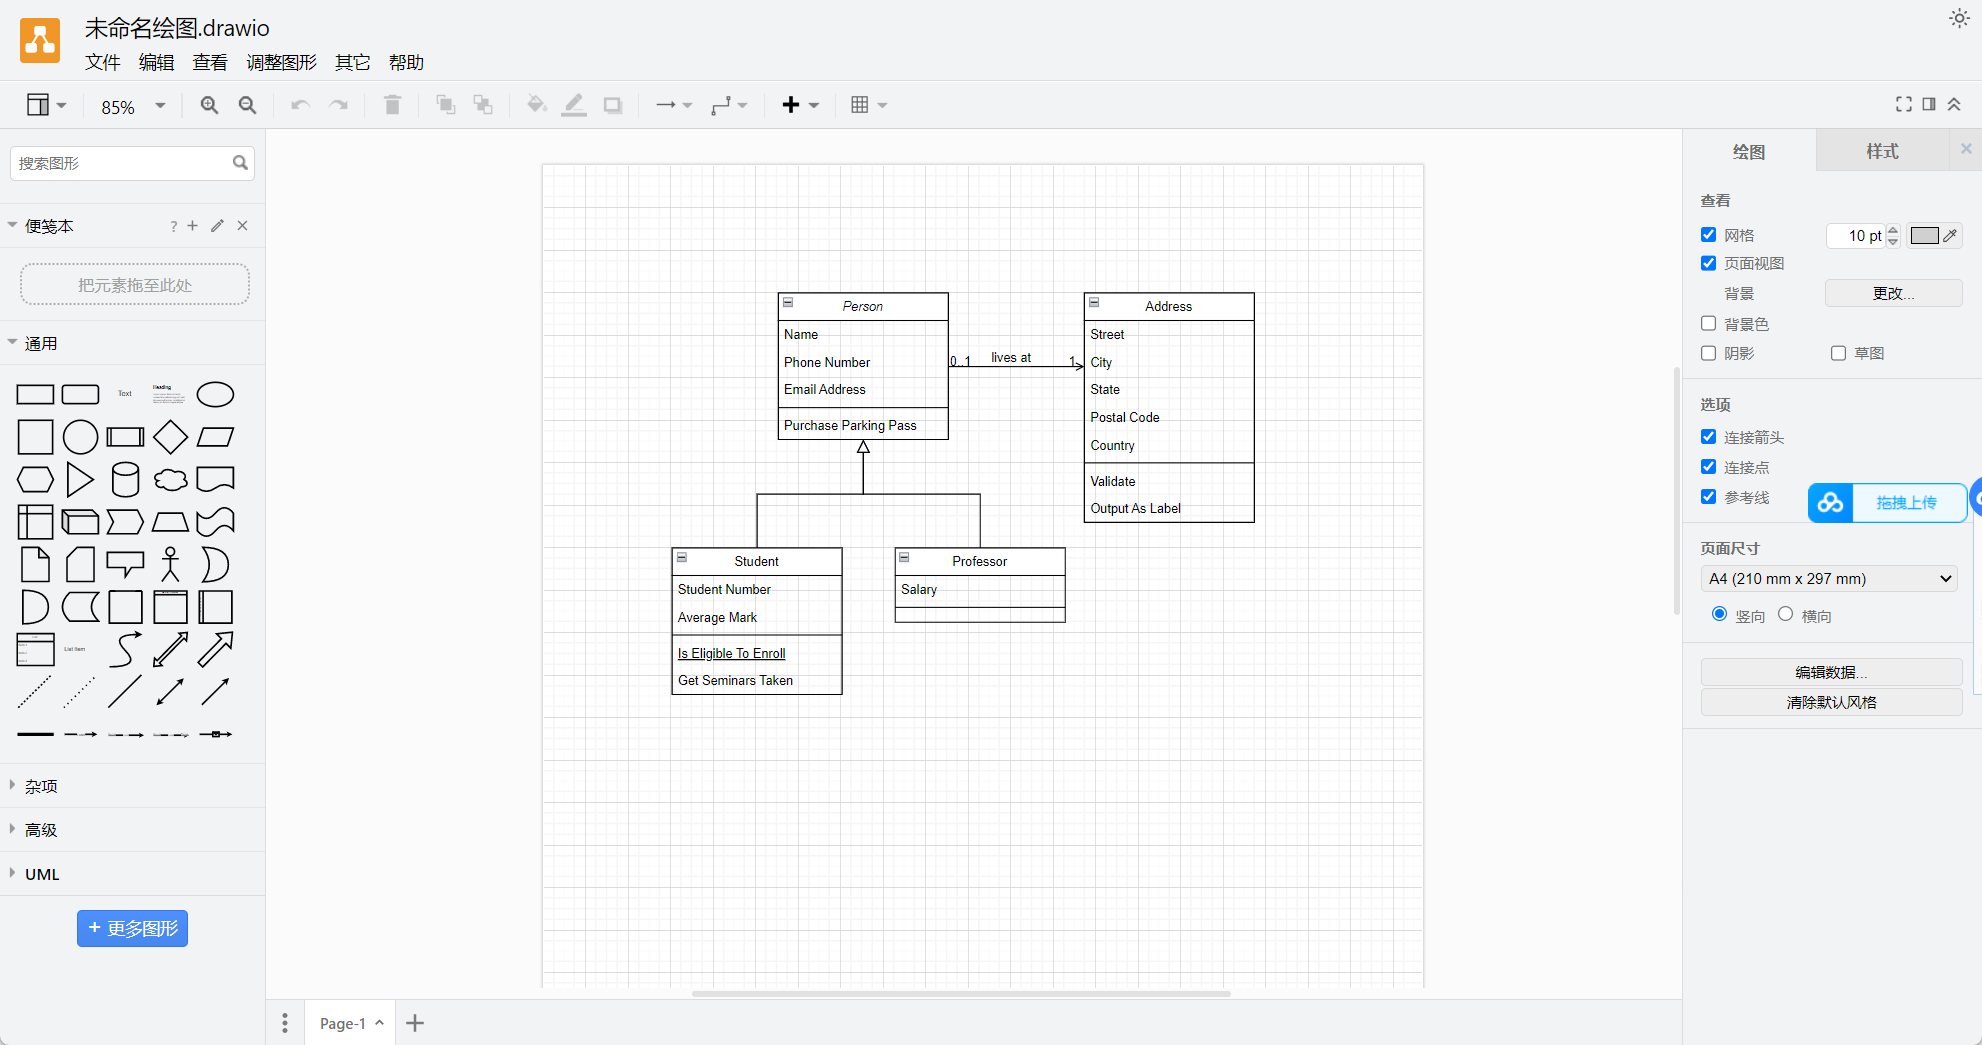 未命名绘图.drawio
文件 编辑 查看 调整图形 其它 帮助
85%
搜索图形
便笺本
?
把元素拖至此处
通用
Text
Heading
List Item
杂项
高级
UML
+ 更多图形
Person
Name
Phone Number
Email Address
Purchase Parking Pass
0..1 lives at 1
Address
Street
City
State
Postal Code
Country
Validate
Output As Label
Student
Student Number
Average Mark
Is Eligible To Enroll
Get Seminars Taken
Professor
Salary
Page-1
绘图 样式
查看
网格 10 pt
页面视图
背景 更改...
背景色
阴影 草图
选项
连接箭头
连接点
参考线
拖拽上传
页面尺寸
A4 (210 mm x 297 mm)
竖向 横向
编辑数据...
清除默认风格